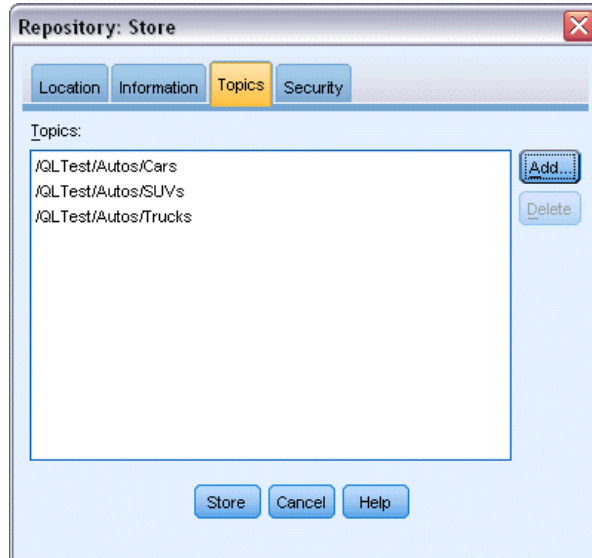 Repository: Store
Location Information Topics Security
Topics:
/QLTest/Autos/Cars
/QLTest/Autos/SUVs
/QLTest/Autos/Trucks
Add...
Delete
Store Cancel Help